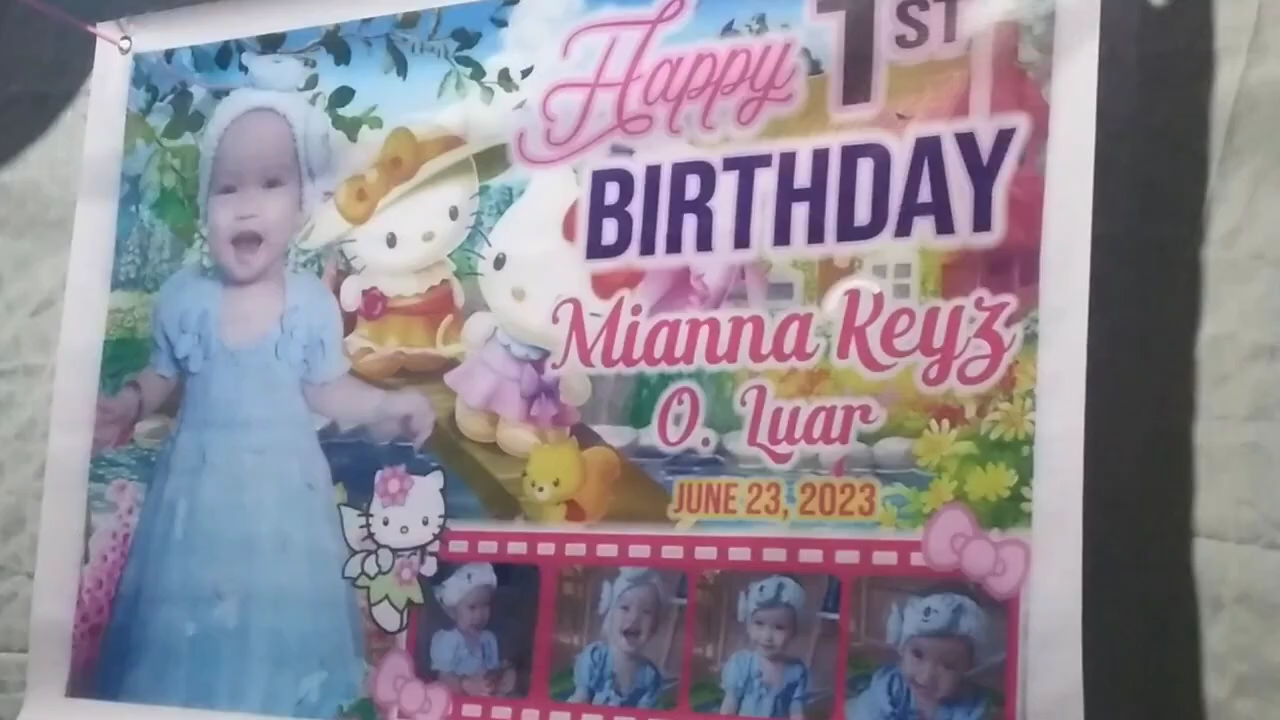 Happy 1ST
BIRTHDAY
Mianna Keyz
O. Luar
JUNE 23, 2023